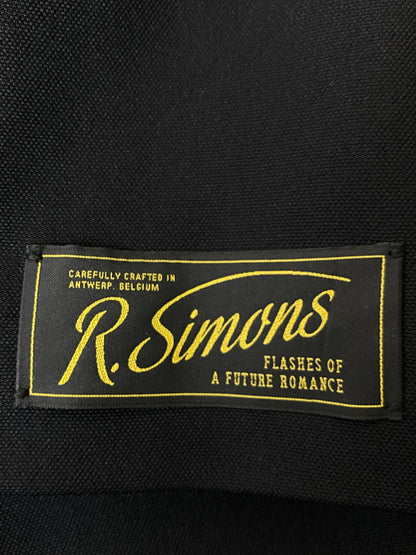 CAREFULLY CRAFTED IN
ANTWERP, BELGIUM
R. Simons
FLASHES OF
A FUTURE ROMANCE